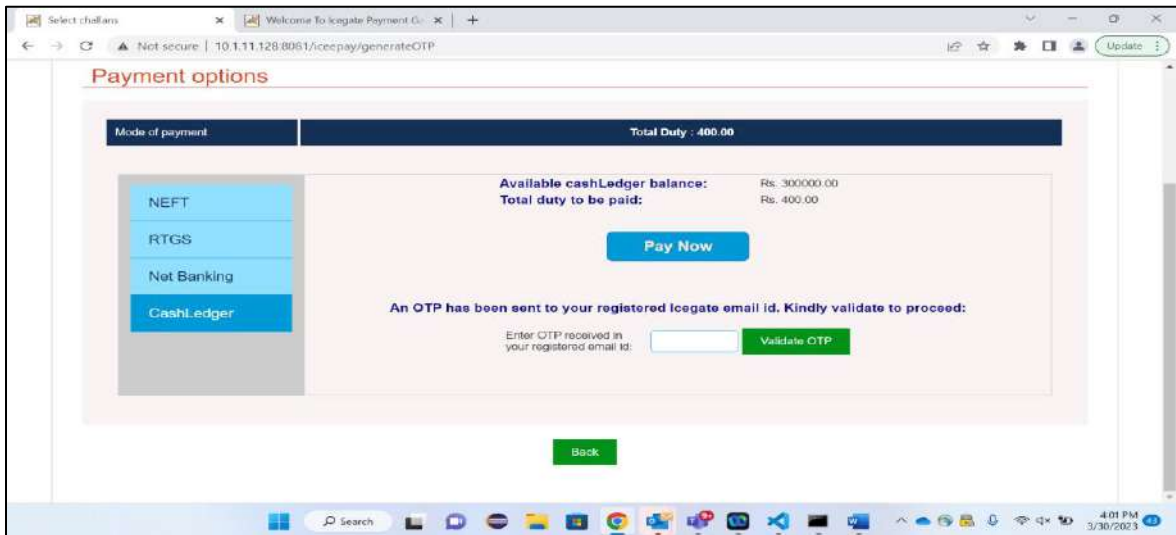 Select challans
Welcome To Icegate Payment G
Not secure | 10.1.11.128:8081/iceepay/generateOTP
Update
Payment options
Mode of payment
Total Duty : 400.00
NEFT
RTGS
Net Banking
CashLedger
Available cashLedger balance: Rs. 300000.00
Total duty to be paid: Rs. 400.00
Pay Now
An OTP has been sent to your registered Icegate email id. Kindly validate to proceed:
Enter OTP received in
your registered email Id:
Validate OTP
Back
Search
4:01 PM
3/30/2023